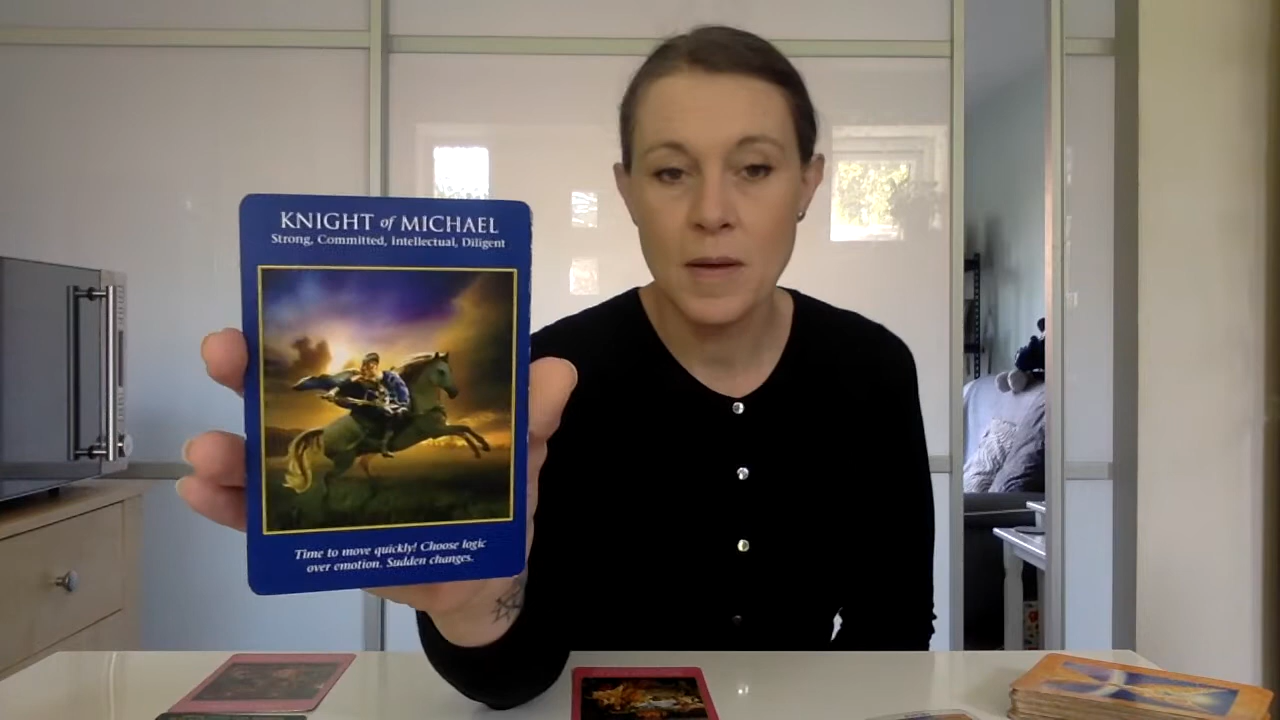 KNIGHT of MICHAEL
Strong, Committed, Intellectual, Diligent
Time to move quickly! Choose logic
over emotion. Sudden changes.